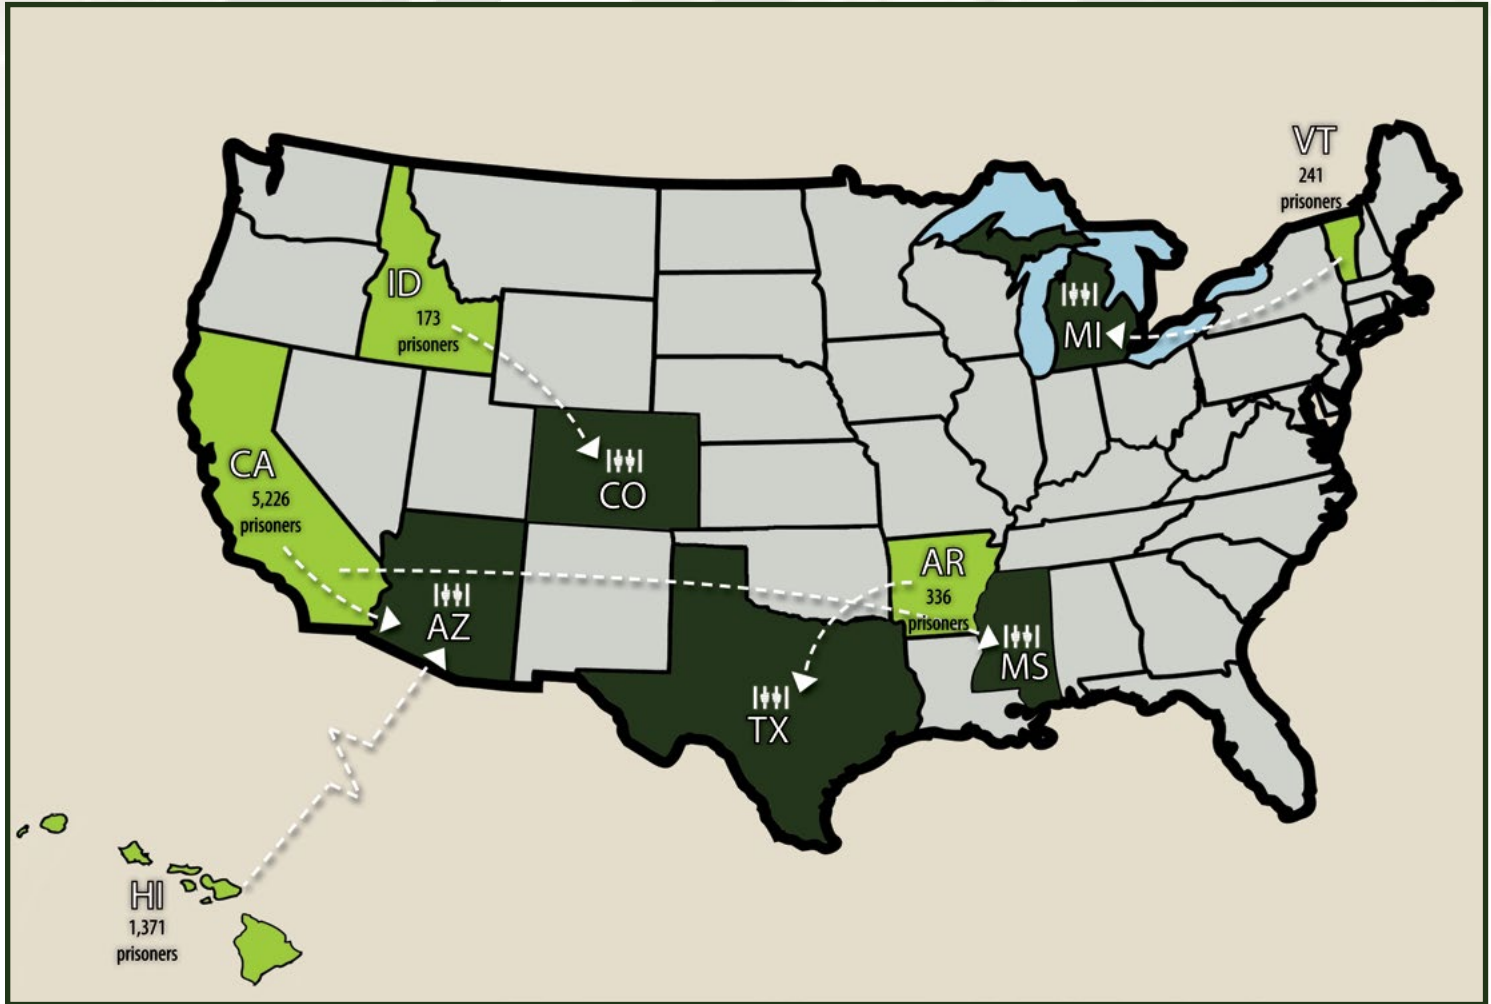 VT
241
prisoners
ID
173
prisoners
MI
CA
5,226
prisoners
CO
AR
336
prisoners
AZ
MS
TX
HI
1,371
prisoners